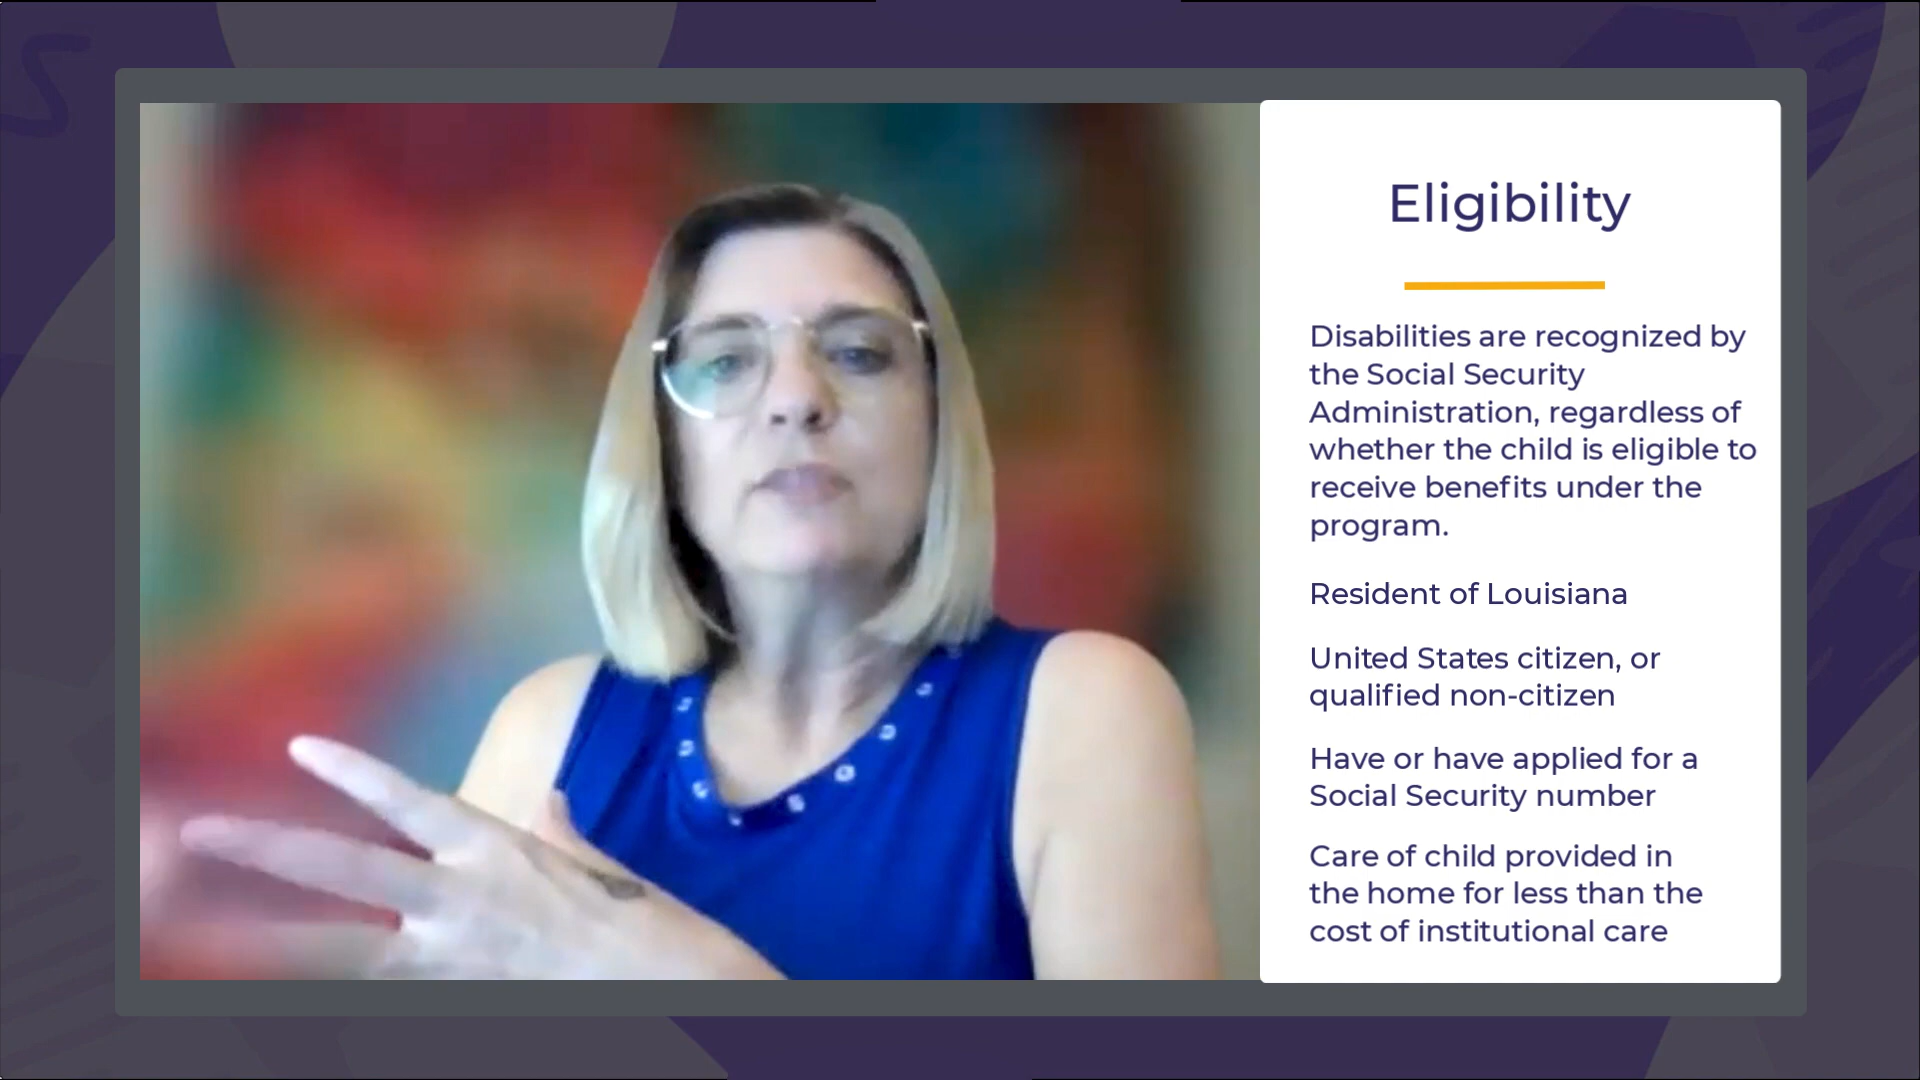 Eligibility
Disabilities are recognized by
the Social Security
Administration, regardless of
whether the child is eligible to
receive benefits under the
program.
Resident of Louisiana
United States citizen, or
qualified non-citizen
Have or have applied for a
Social Security number
Care of child provided in
the home for less than the
cost of institutional care